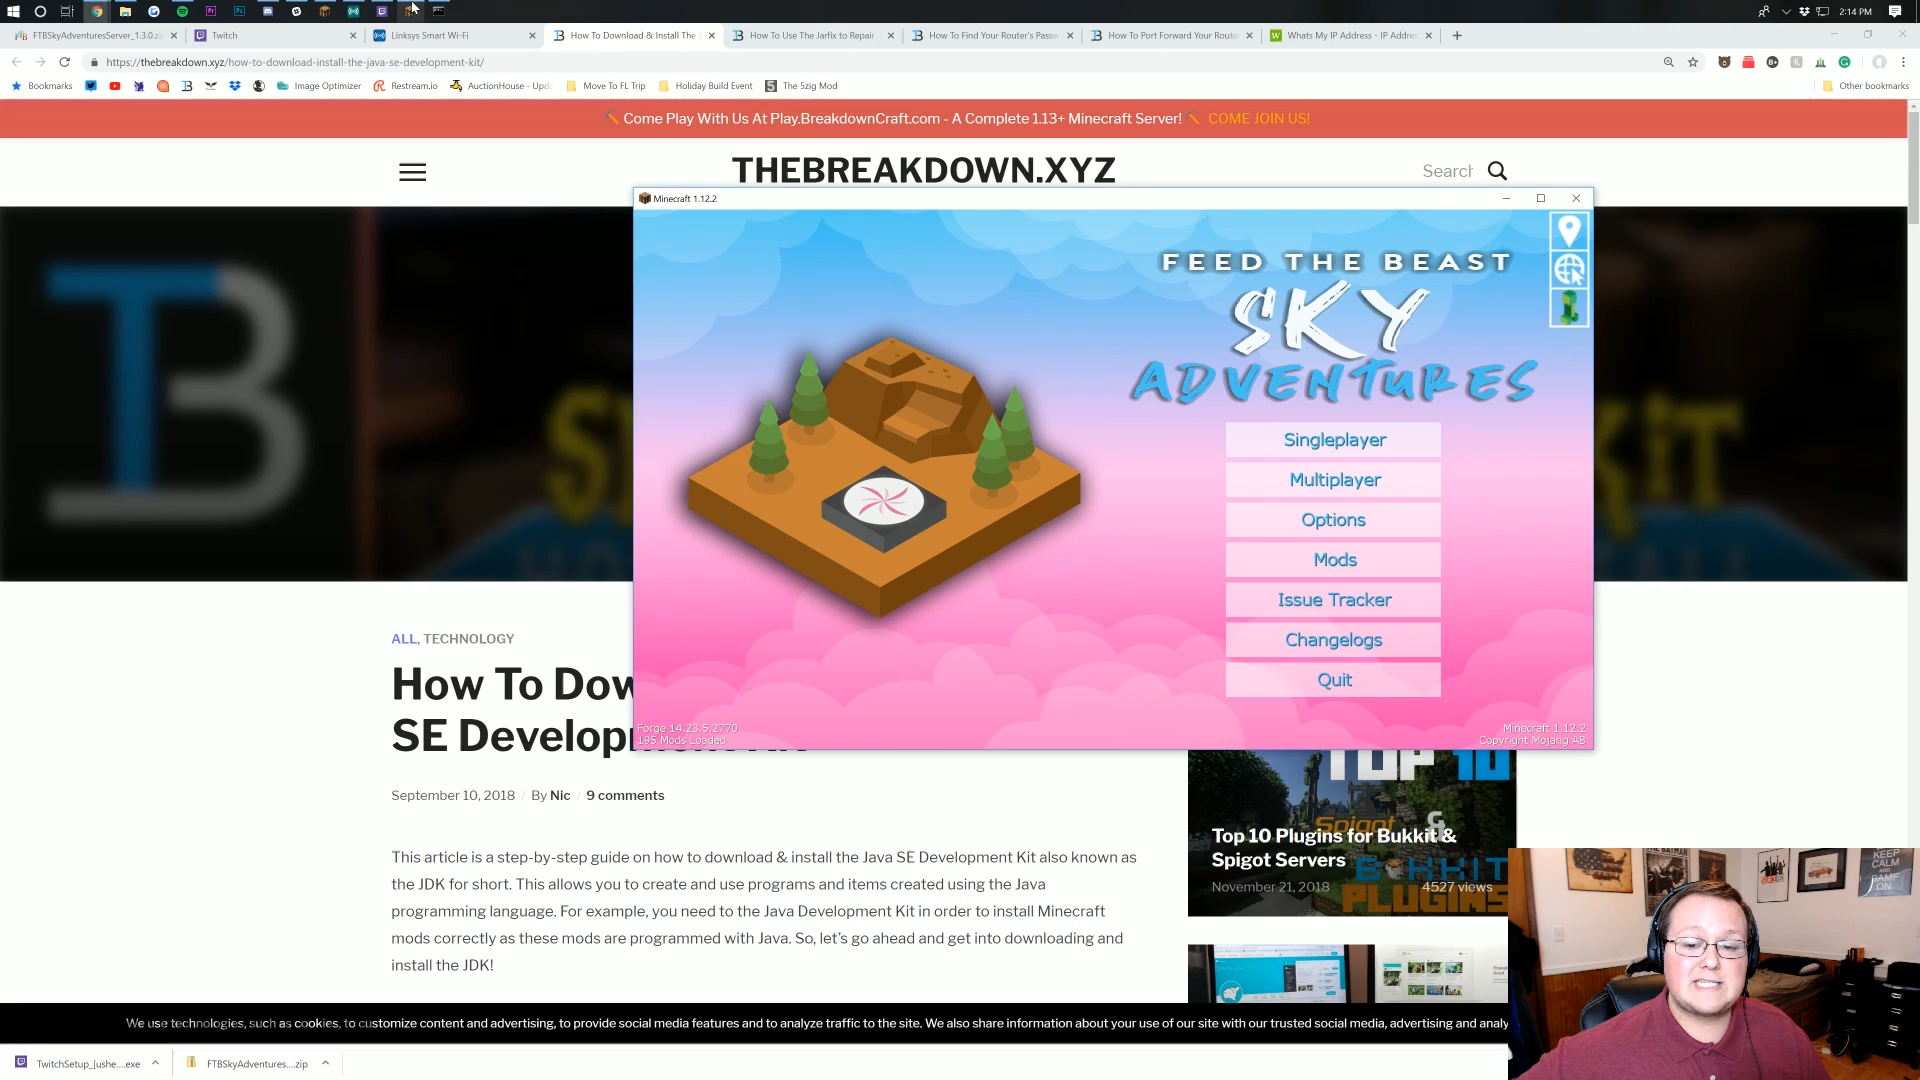 2:14 PM
FTBSkyAdventuresServer_1.3.0.z
Twitch
Linksys Smart Wi-Fi
How To Download & Install The
How To Use The Jarfix to Repair
How To Find Your Router's Passw
How To Port Forward Your Route
Whats My IP Address - IP Addre
https://thebreakdown.xyz/how-to-download-install-the-java-se-development-kit/
Bookmarks
Image Optimizer
Restream.io
AuctionHouse - Upd
Move To FL Trip
Holiday Build Event
The 5zig Mod
Other bookmarks
Come Play With Us At Play.BreakdownCraft.com - A Complete 1.13+ Minecraft Server! COME JOIN US!
THEBREAKDOWN.XYZ
Search
Minecraft 1.12.2
FEED THE BEAST
SKY
ADVENTURES
Singleplayer
Multiplayer
Options
Mods
Issue Tracker
Changelogs
Quit
Forge 14.23.5.2770
195 Mods Loaded
Minecraft 1.12.2
Copyright Mojang AB
ALL, TECHNOLOGY
How To Dow
SE Develop
September 10, 2018 / By Nic / 9 comments
This article is a step-by-step guide on how to download & install the Java SE Development Kit also known as
the JDK for short. This allows you to create and use programs and items created using the Java
programming language. For example, you need to the Java Development Kit in order to install Minecraft
mods correctly as these mods are programmed with Java. So, let's go ahead and get into downloading and
install the JDK!
TOP 10
Spigot &
BUKKIT
PLUGINS
Top 10 Plugins for Bukkit &
Spigot Servers
November 21, 2018
4527 views
KEEP
CALM
AND
We use technologies, such as cookies, to customize content and advertising, to provide social media features and to analyze traffic to the site. We also share information about your use of our site with our trusted social media, advertising and analy
TwitchSetup_[ushe....exe
FTBSkyAdventures....zip